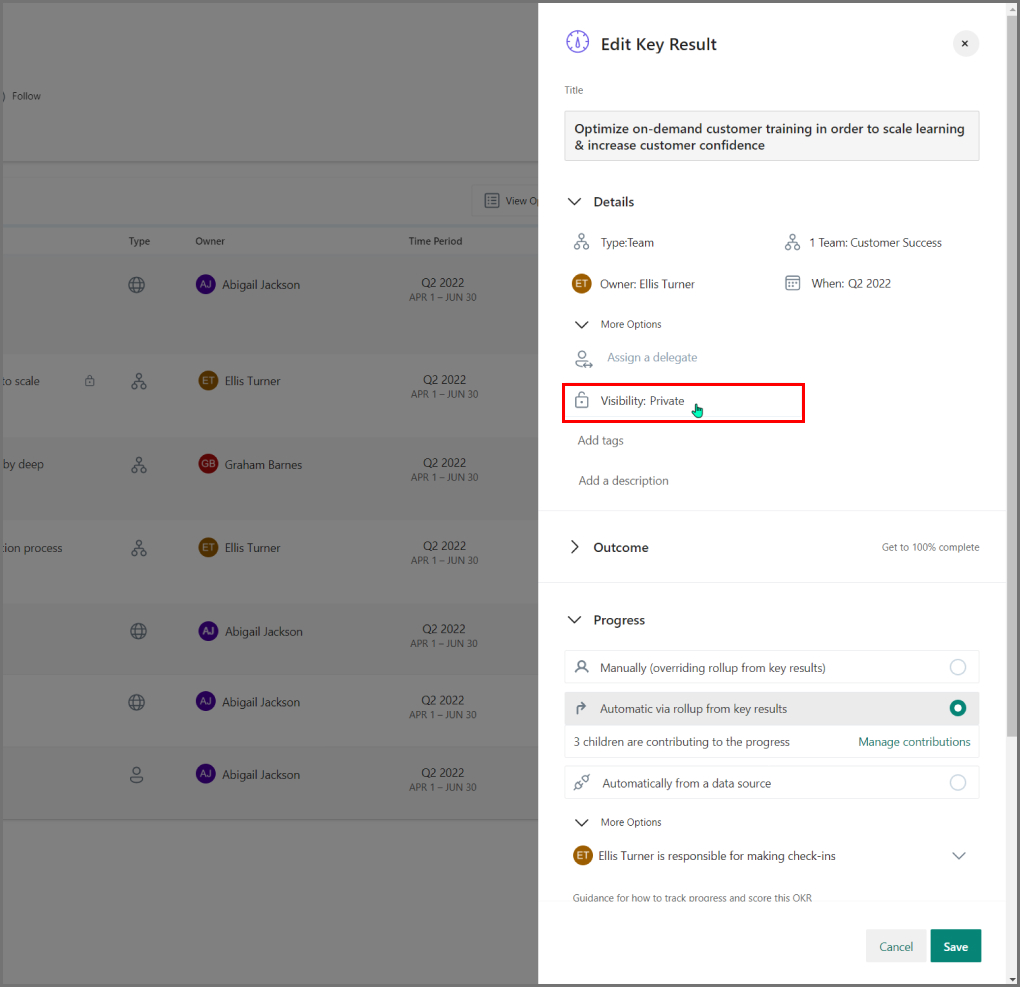 ) Follow
View Op
Type Owner Time Period
AJ Abigail Jackson Q2 2022
APR 1 – JUN 30
to scale ET Ellis Turner Q2 2022
APR 1 – JUN 30
by deep GB Graham Barnes Q2 2022
APR 1 – JUN 30
tion process ET Ellis Turner Q2 2022
APR 1 – JUN 30
AJ Abigail Jackson Q2 2022
APR 1 – JUN 30
AJ Abigail Jackson Q2 2022
APR 1 – JUN 30
AJ Abigail Jackson Q2 2022
APR 1 – JUN 30
Edit Key Result
Title
Optimize on-demand customer training in order to scale learning
& increase customer confidence
Details
Type:Team 1 Team: Customer Success
ET Owner: Ellis Turner When: Q2 2022
More Options
Assign a delegate
Visibility: Private
Add tags
Add a description
Outcome Get to 100% complete
Progress
Manually (overriding rollup from key results)
Automatic via rollup from key results
3 children are contributing to the progress Manage contributions
Automatically from a data source
More Options
ET Ellis Turner is responsible for making check-ins
Guidance for how to track progress and score this OKR
Cancel Save